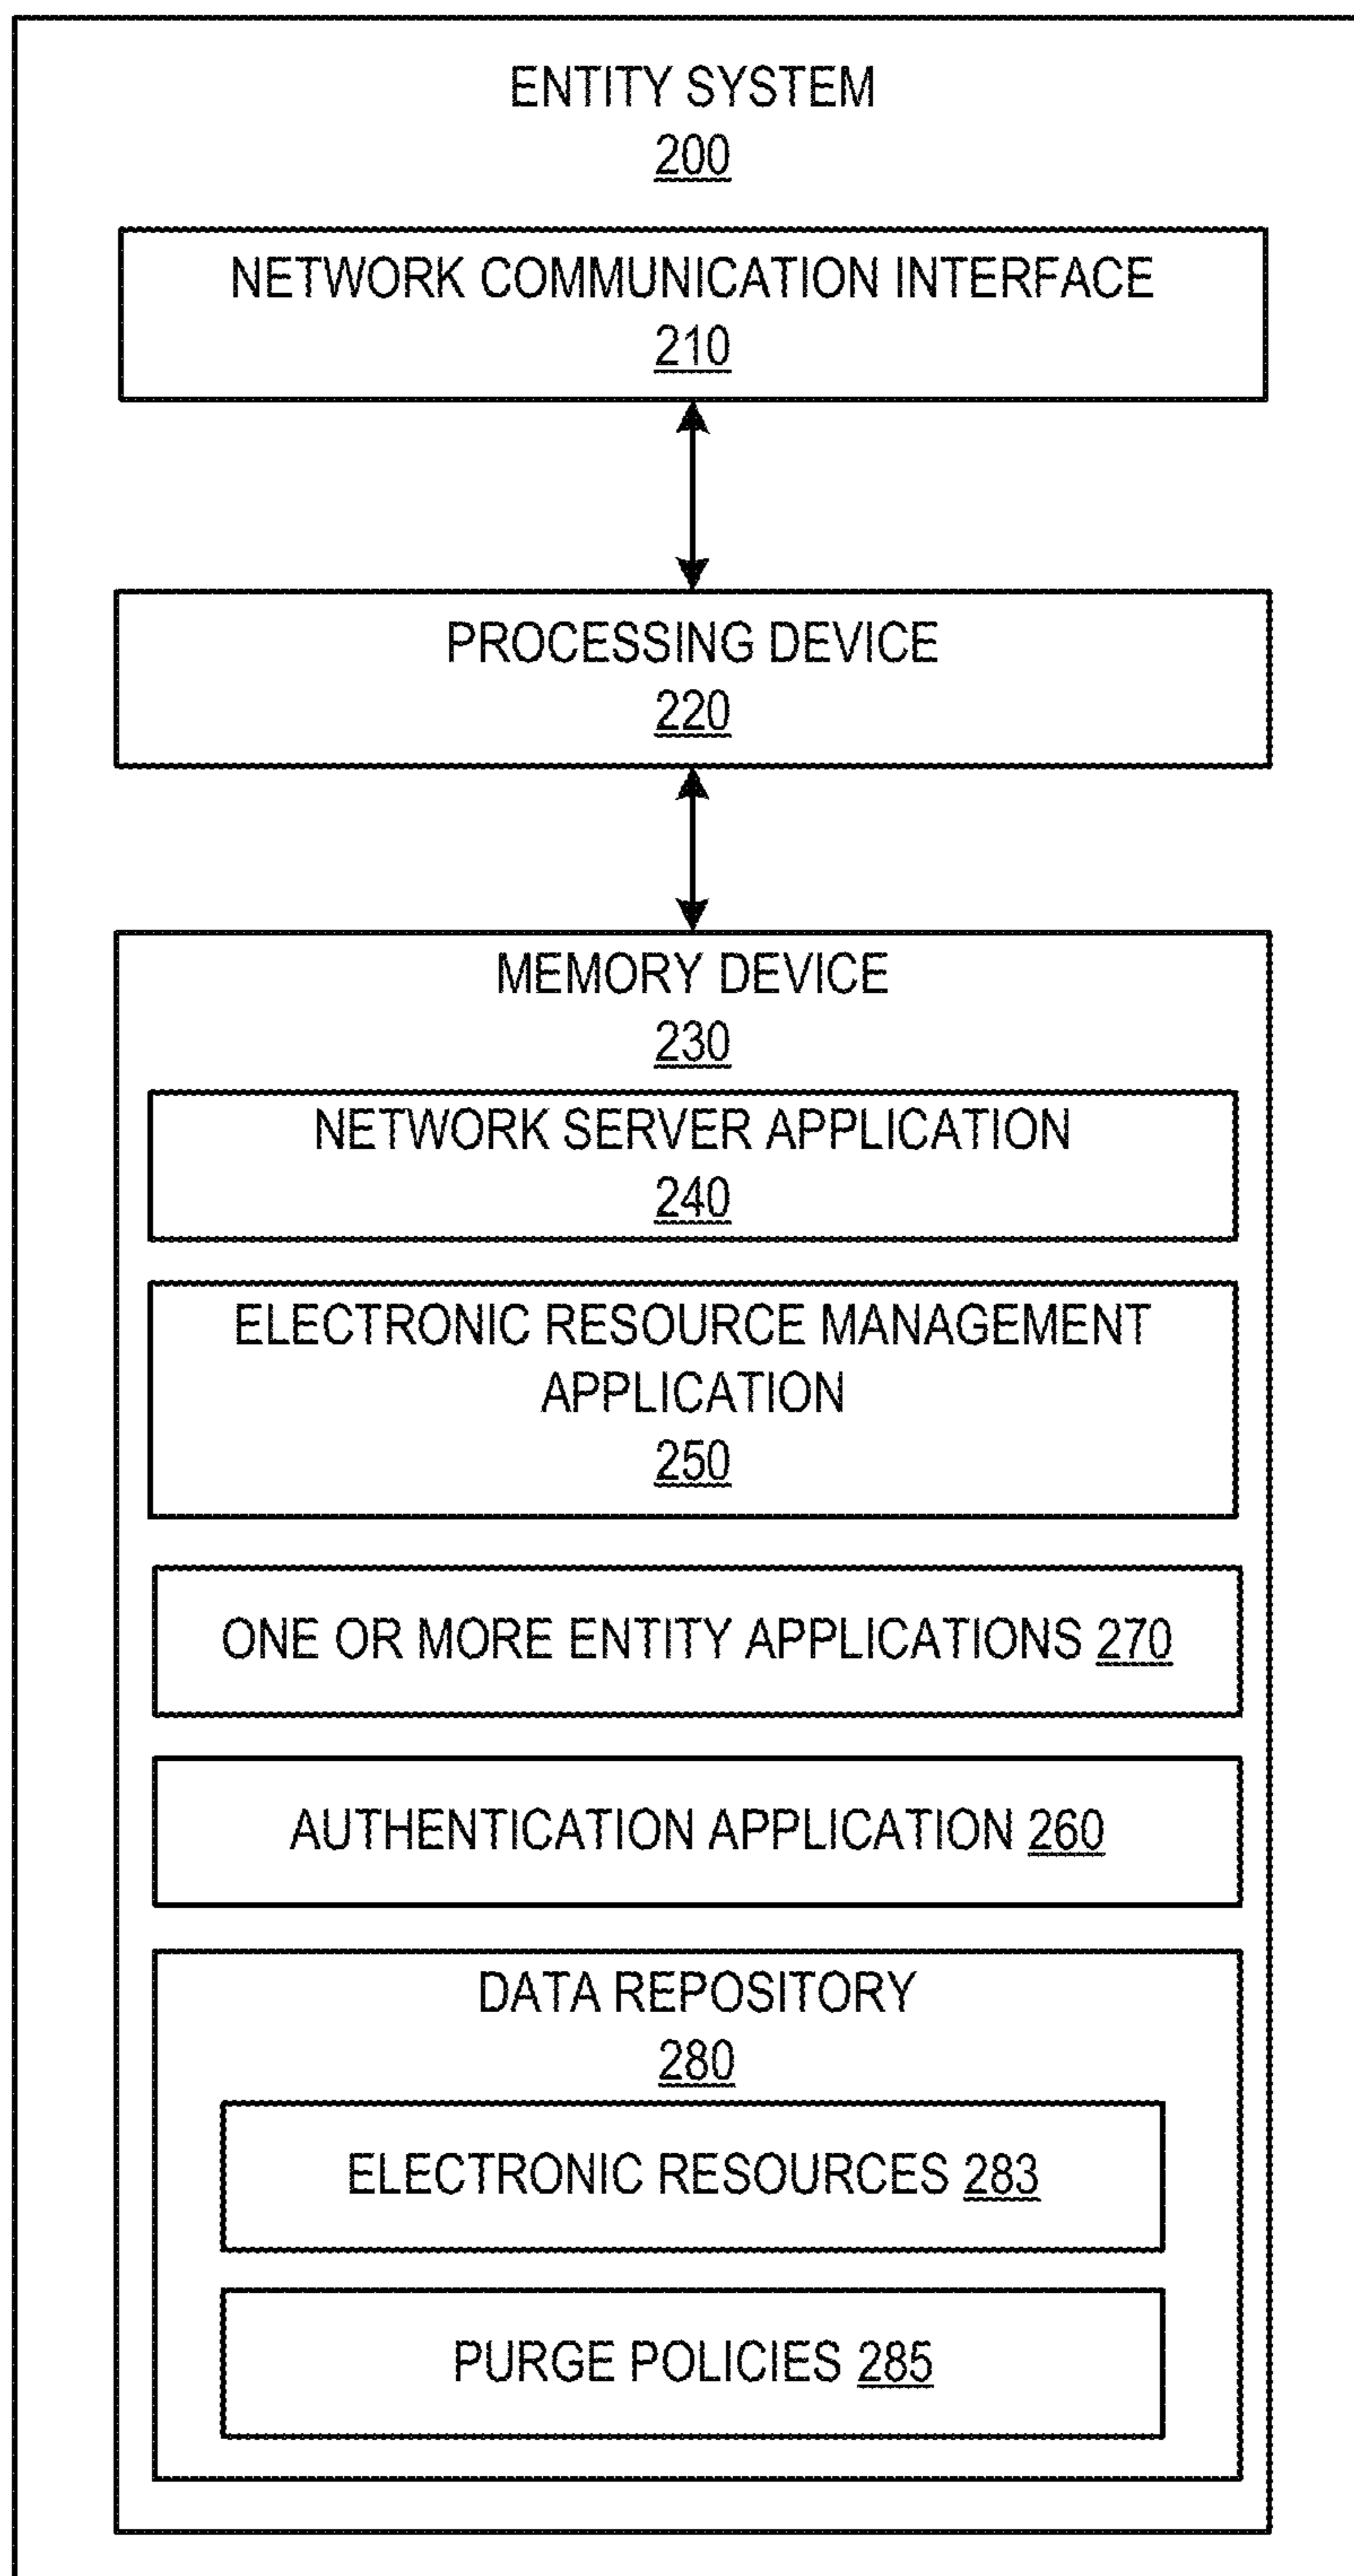 ENTITY SYSTEM
200
NETWORK COMMUNICATION INTERFACE
210
PROCESSING DEVICE
220
MEMORY DEVICE
230
NETWORK SERVER APPLICATION
240
ELECTRONIC RESOURCE MANAGEMENT
APPLICATION
250
ONE OR MORE ENTITY APPLICATIONS 270
AUTHENTICATION APPLICATION 260
DATA REPOSITORY
280
ELECTRONIC RESOURCES 283
PURGE POLICIES 285